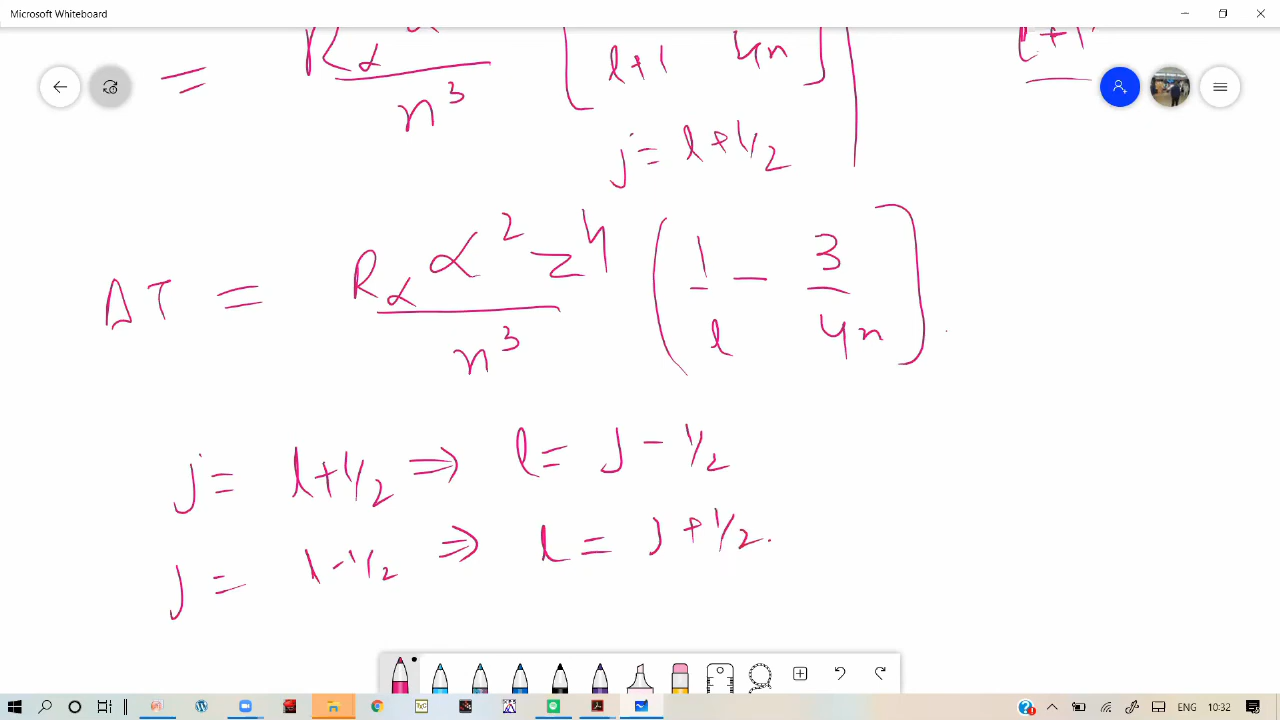 Microsoft Whiteboard
= R_α / n³ [ l+1 4n ]
l+1
j = l+1/2
ΔT = R_α α² z⁴ / n³ ( 1/l − 3/4n ].
j = l+1/2 ⇒ l = j − 1/2
j = l−1/2 ⇒ l = j + 1/2.
ENG 10:32